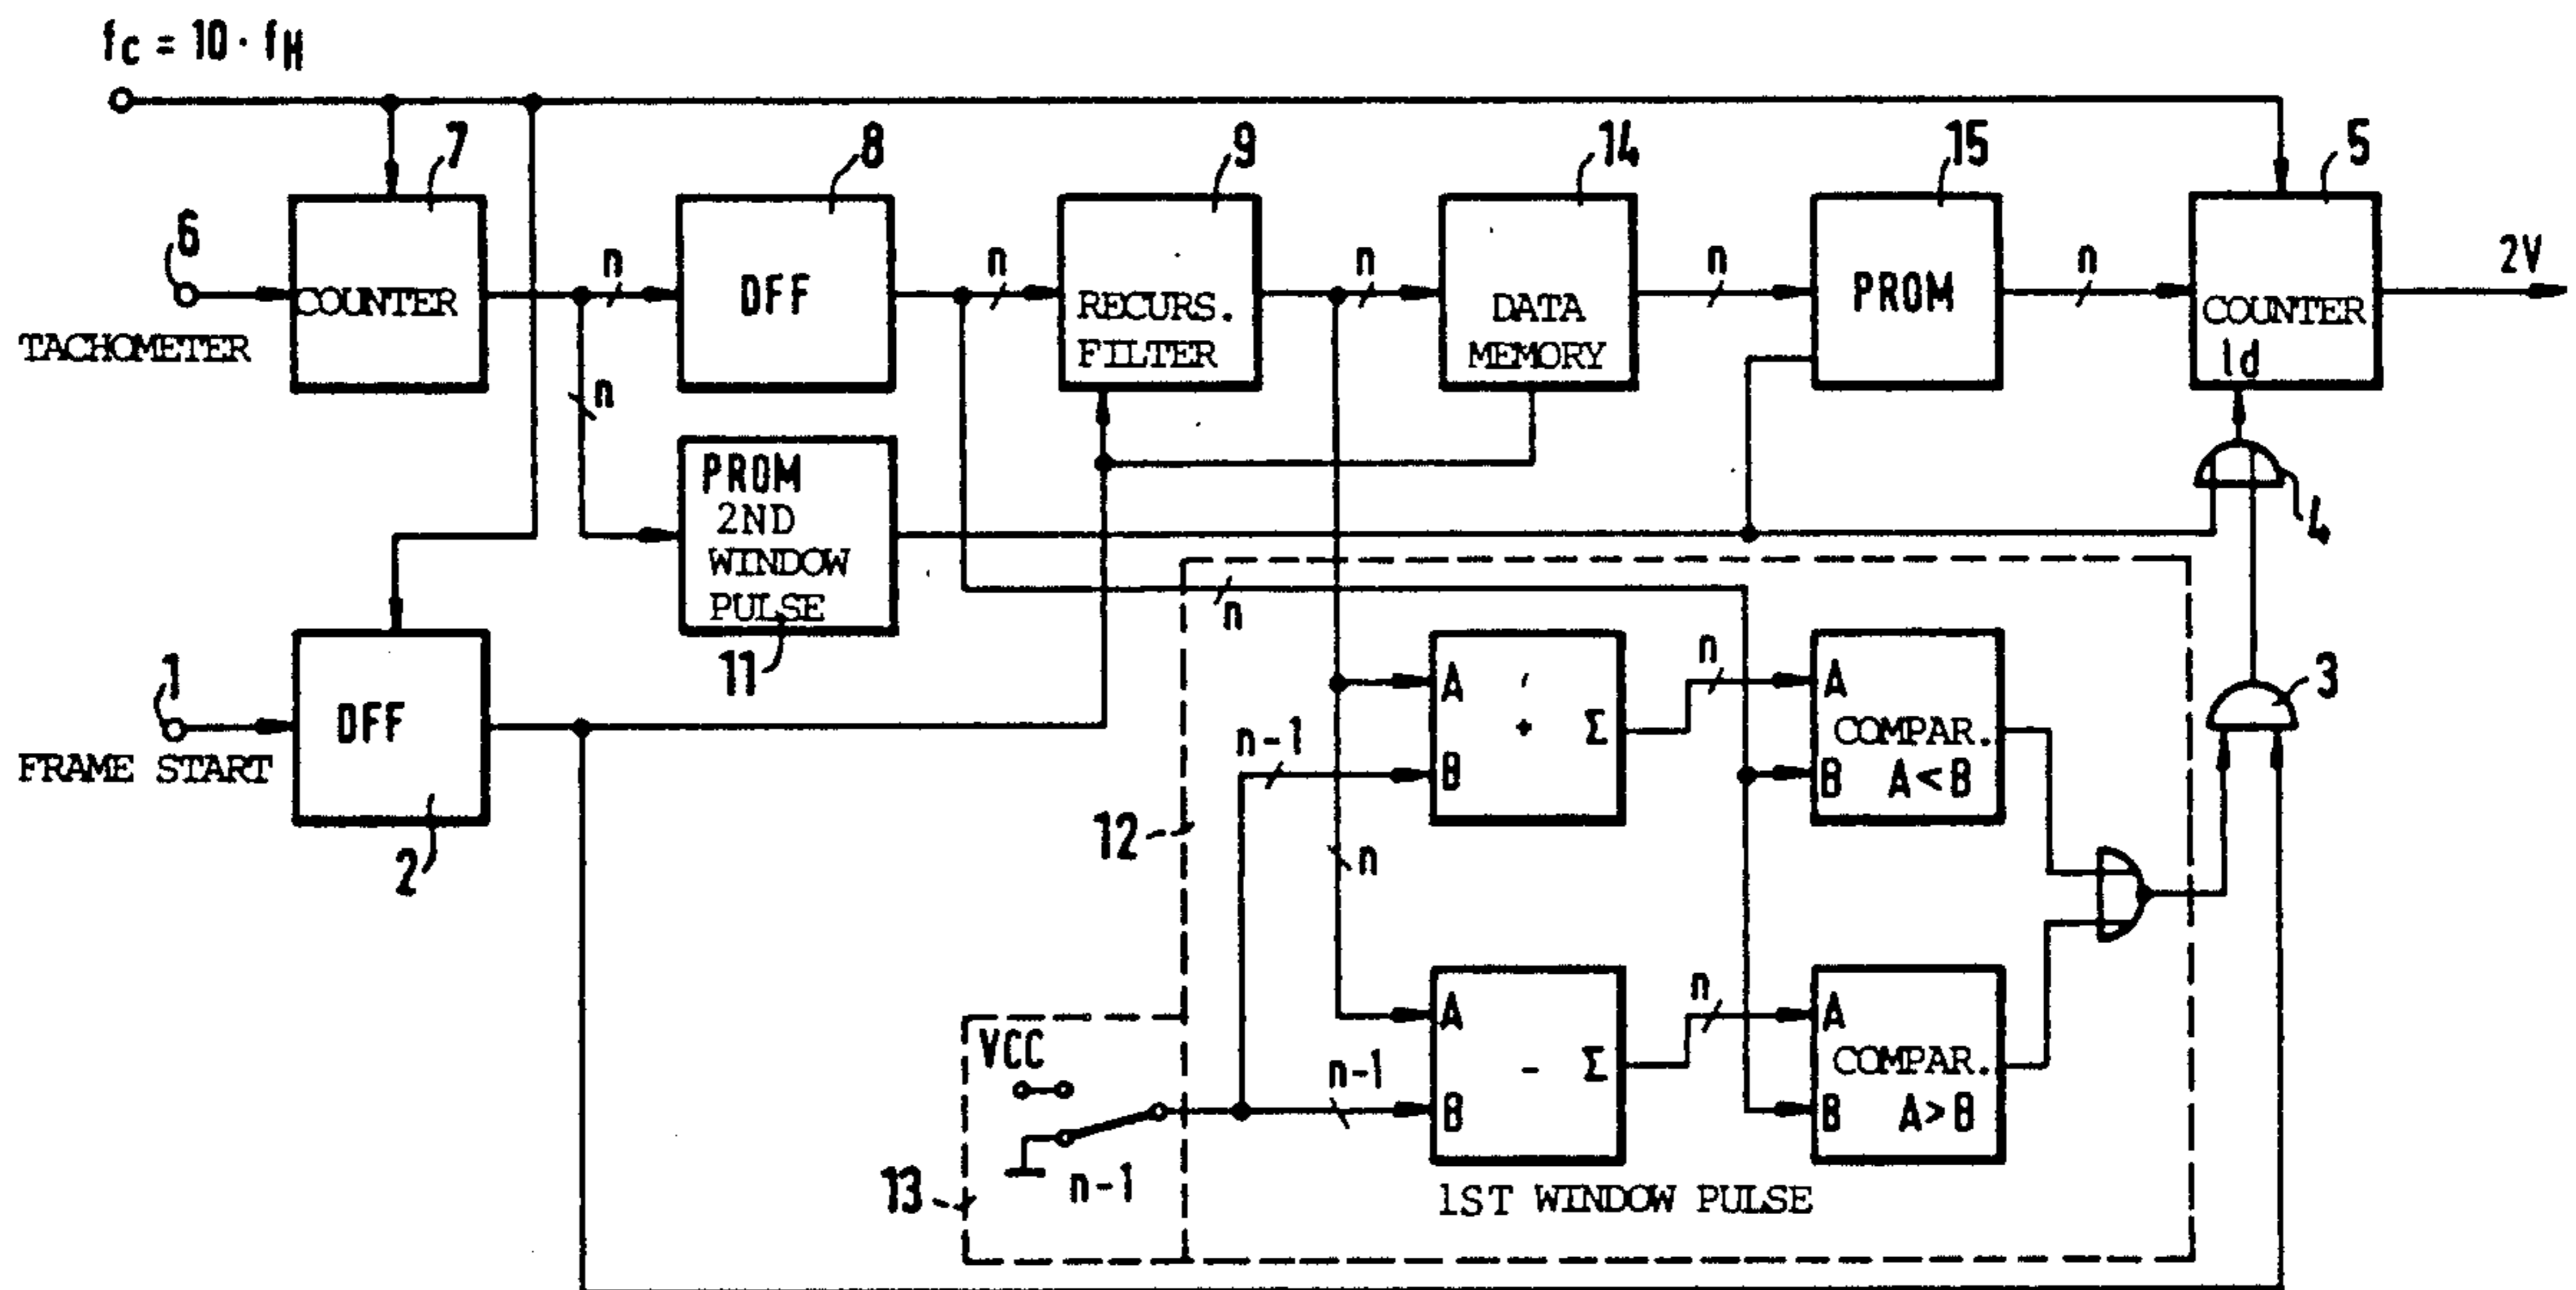 fc = 10 · fH
7
8
9
14
15
5
6
n
n
n
n
n
2V
COUNTER
DFF
RECURS.
FILTER
DATA
MEMORY
PROM
COUNTER
ld
TACHOMETER
n
PROM
2ND
WINDOW
PULSE
4
n
11
1
DFF
FRAME START
2
A
+
Σ
B
n
A
COMPAR.
B
A<B
3
n-1
12
n
A
-
Σ
B
n
A
COMPAR.
B
A>B
VCC
n-1
n-1
13
1ST WINDOW PULSE